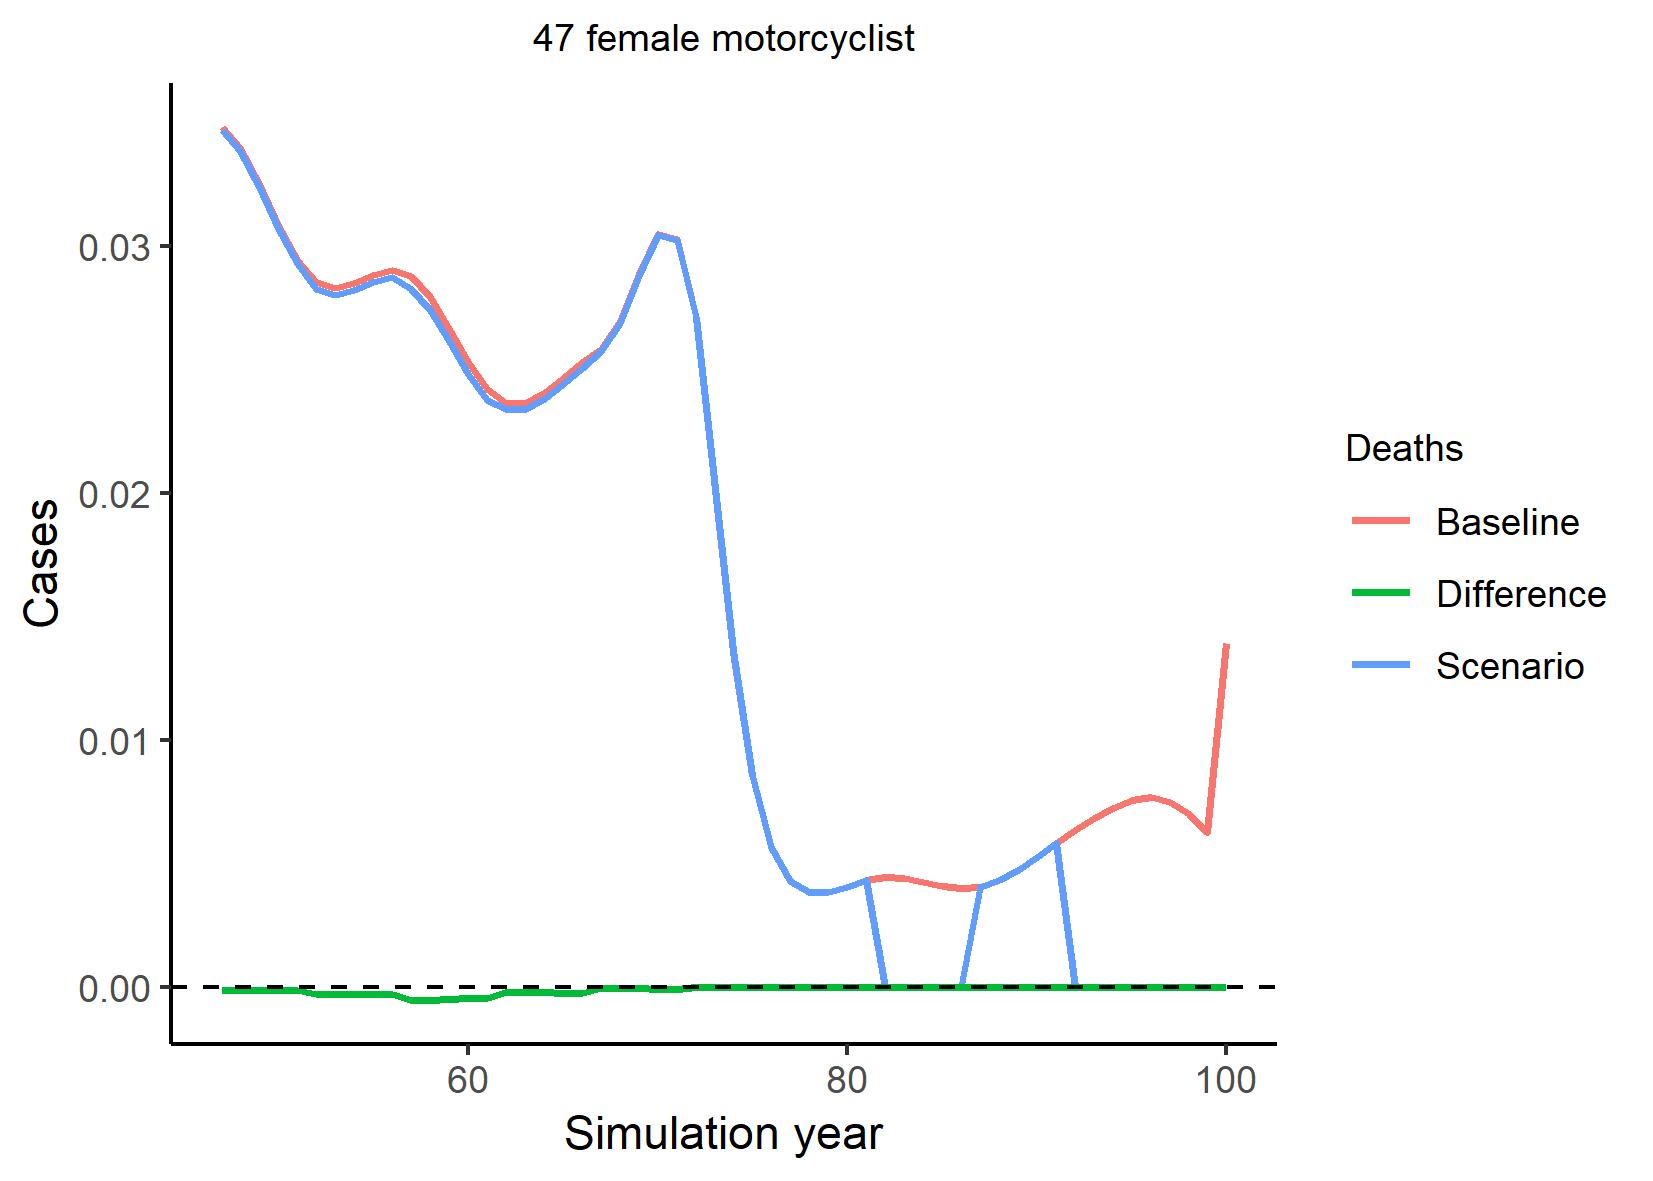 47 female motorcyclist
Cases
0.03
0.02
0.01
0.00
60 80 100
Simulation year
Deaths
Baseline
Difference
Scenario